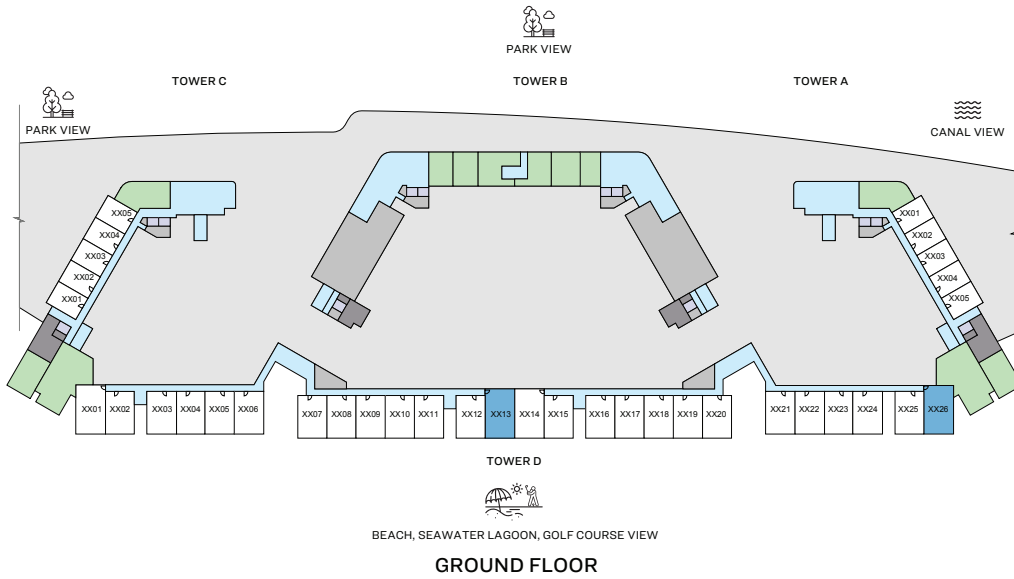 PARK VIEW
TOWER C
TOWER B
TOWER A
PARK VIEW
CANAL VIEW
XX05
XX04
XX03
XX02
XX01
XX01
XX02
XX03
XX04
XX05
XX01 XX02 XX03 XX04 XX05 XX06 XX07 XX08 XX09 XX10 XX11 XX12 XX13 XX14 XX15 XX16 XX17 XX18 XX19 XX20 XX21 XX22 XX23 XX24 XX25 XX26
TOWER D
BEACH, SEAWATER LAGOON, GOLF COURSE VIEW
GROUND FLOOR